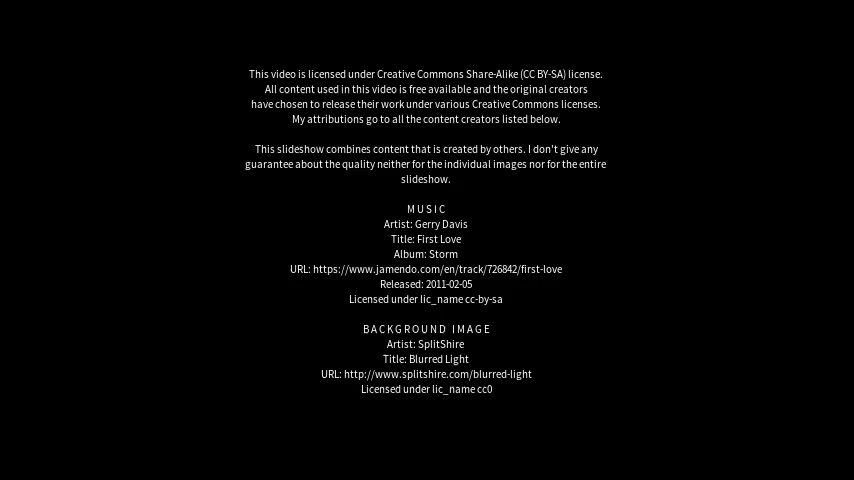 This video is licensed under Creative Commons Share-Alike (CC BY-SA) license.
All content used in this video is free available and the original creators
have chosen to release their work under various Creative Commons licenses.
My attributions go to all the content creators listed below.
This slideshow combines content that is created by others. I don't give any
guarantee about the quality neither for the individual images nor for the entire
slideshow.
MUSIC
Artist: Gerry Davis
Title: First Love
Album: Storm
URL: https://www.jamendo.com/en/track/726842/first-love
Released: 2011-02-05
Licensed under lic_name cc-by-sa
BACKGROUND IMAGE
Artist: SplitShire
Title: Blurred Light
URL: http://www.splitshire.com/blurred-light
Licensed under lic_name cc0